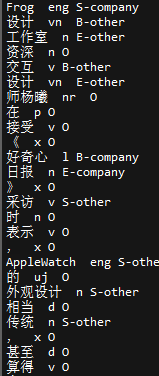 Frog eng S-company
设计 vn B-other
工作室 n E-other
资深 n O
交互 v B-other
设计 vn E-other
师杨曦 nr O
在 p O
接受 v O
《 x O
好奇心 l B-company
日报 n E-company
》 x O
采访 v S-other
时 n O
表示 v O
， x O
AppleWatch eng S-othe
的 uj O
外观设计 n S-other
相当 d O
传统 n S-other
， x O
甚至 d O
算得 v O